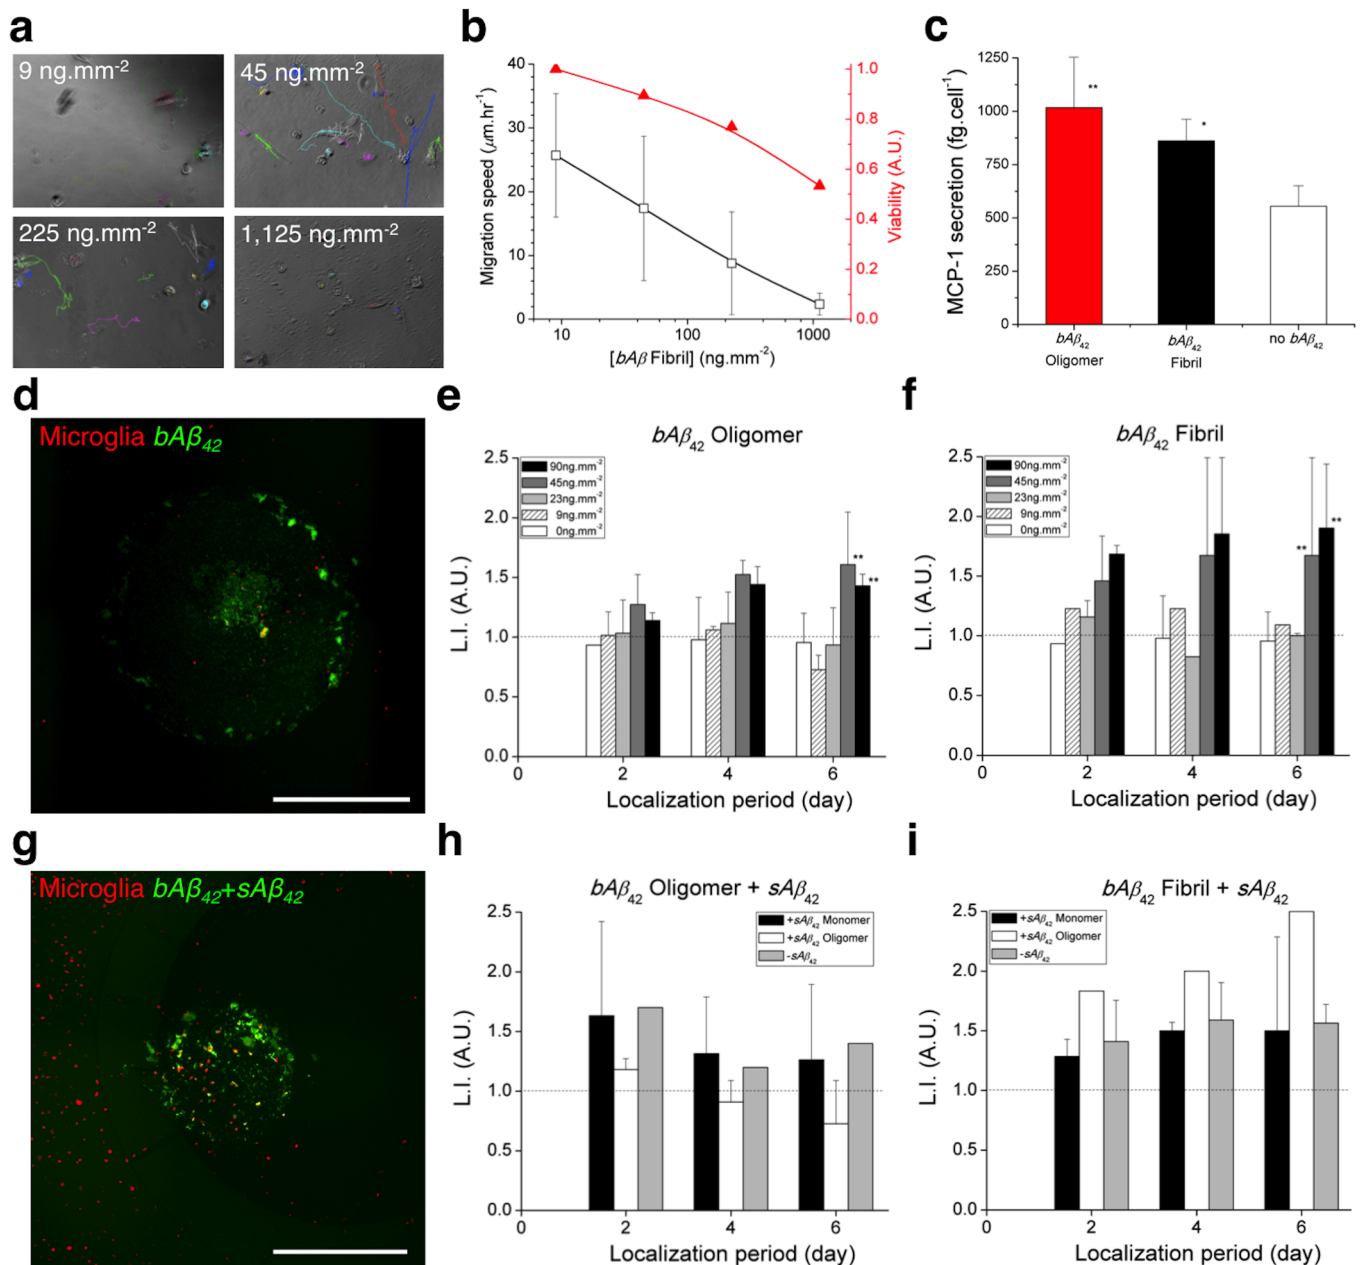 a
9 ng.mm⁻²
45 ng.mm⁻²
225 ng.mm⁻²
1,125 ng.mm⁻²
b
40
30
20
10
0
Migration speed (μm.hr⁻¹)
10
100
1000
[bAβ Fibril] (ng.mm⁻²)
1.0
0.8
0.6
0.4
0.2
0.0
Viability (A.U.)
c
1250
1000
750
500
250
0
MCP-1 secretion (fg.cell⁻¹)
**
*
bAβ₄₂
Oligomer
bAβ₄₂
Fibril
no bAβ₄₂
d
Microglia bAβ₄₂
e
bAβ₄₂ Oligomer
90ng.mm⁻²
45ng.mm⁻²
23ng.mm⁻²
9ng.mm⁻²
0ng.mm⁻²
2.5
2.0
1.5
1.0
0.5
0.0
L.I. (A.U.)
**
**
0
2
4
6
Localization period (day)
f
bAβ₄₂ Fibril
90ng.mm⁻²
45ng.mm⁻²
23ng.mm⁻²
9ng.mm⁻²
0ng.mm⁻²
2.5
2.0
1.5
1.0
0.5
0.0
L.I. (A.U.)
**
**
0
2
4
6
Localization period (day)
g
Microglia bAβ₄₂+sAβ₄₂
h
bAβ₄₂ Oligomer + sAβ₄₂
+sAβ₄₂ Monomer
+sAβ₄₂ Oligomer
-sAβ₄₂
2.5
2.0
1.5
1.0
0.5
0.0
L.I. (A.U.)
0
2
4
6
Localization period (day)
i
bAβ₄₂ Fibril + sAβ₄₂
+sAβ₄₂ Monomer
+sAβ₄₂ Oligomer
-sAβ₄₂
2.5
2.0
1.5
1.0
0.5
0.0
L.I. (A.U.)
0
2
4
6
Localization period (day)